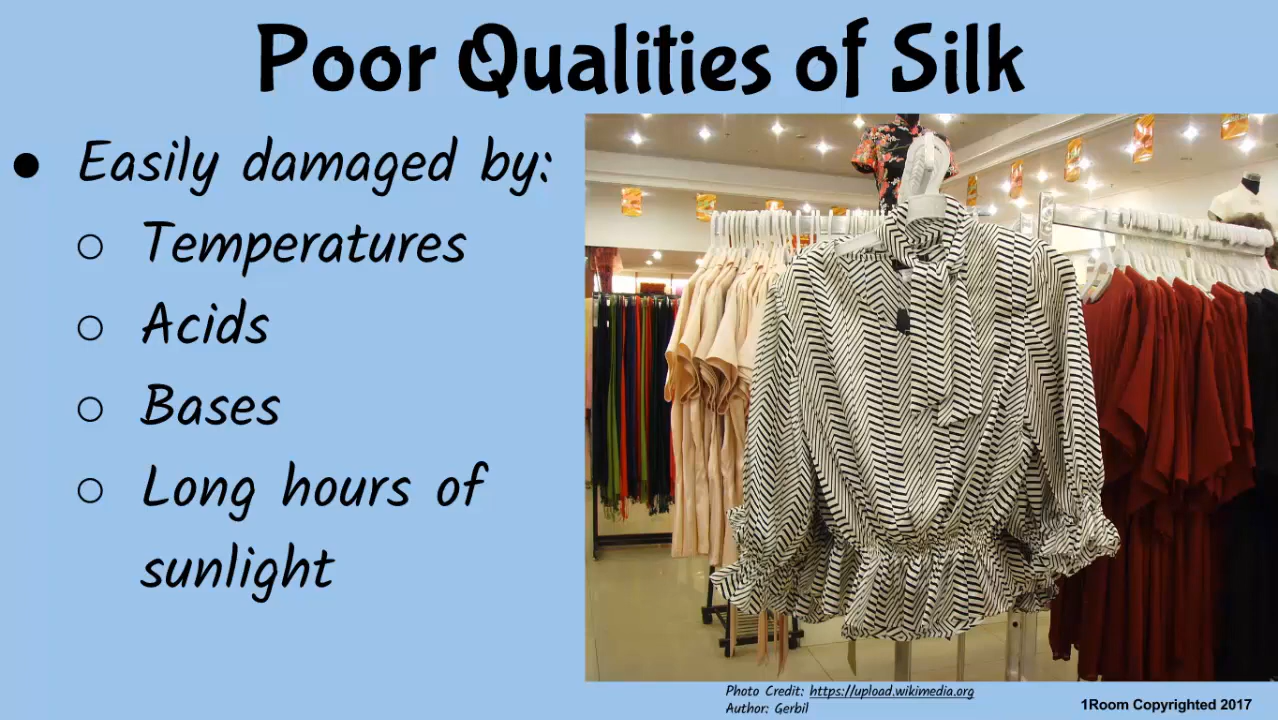 Poor Qualities of Silk
● Easily damaged by:
○ Temperatures
○ Acids
○ Bases
○ Long hours of
sunlight
Photo Credit: https://upload.wikimedia.org
Author: Gerbil
1Room Copyrighted 2017